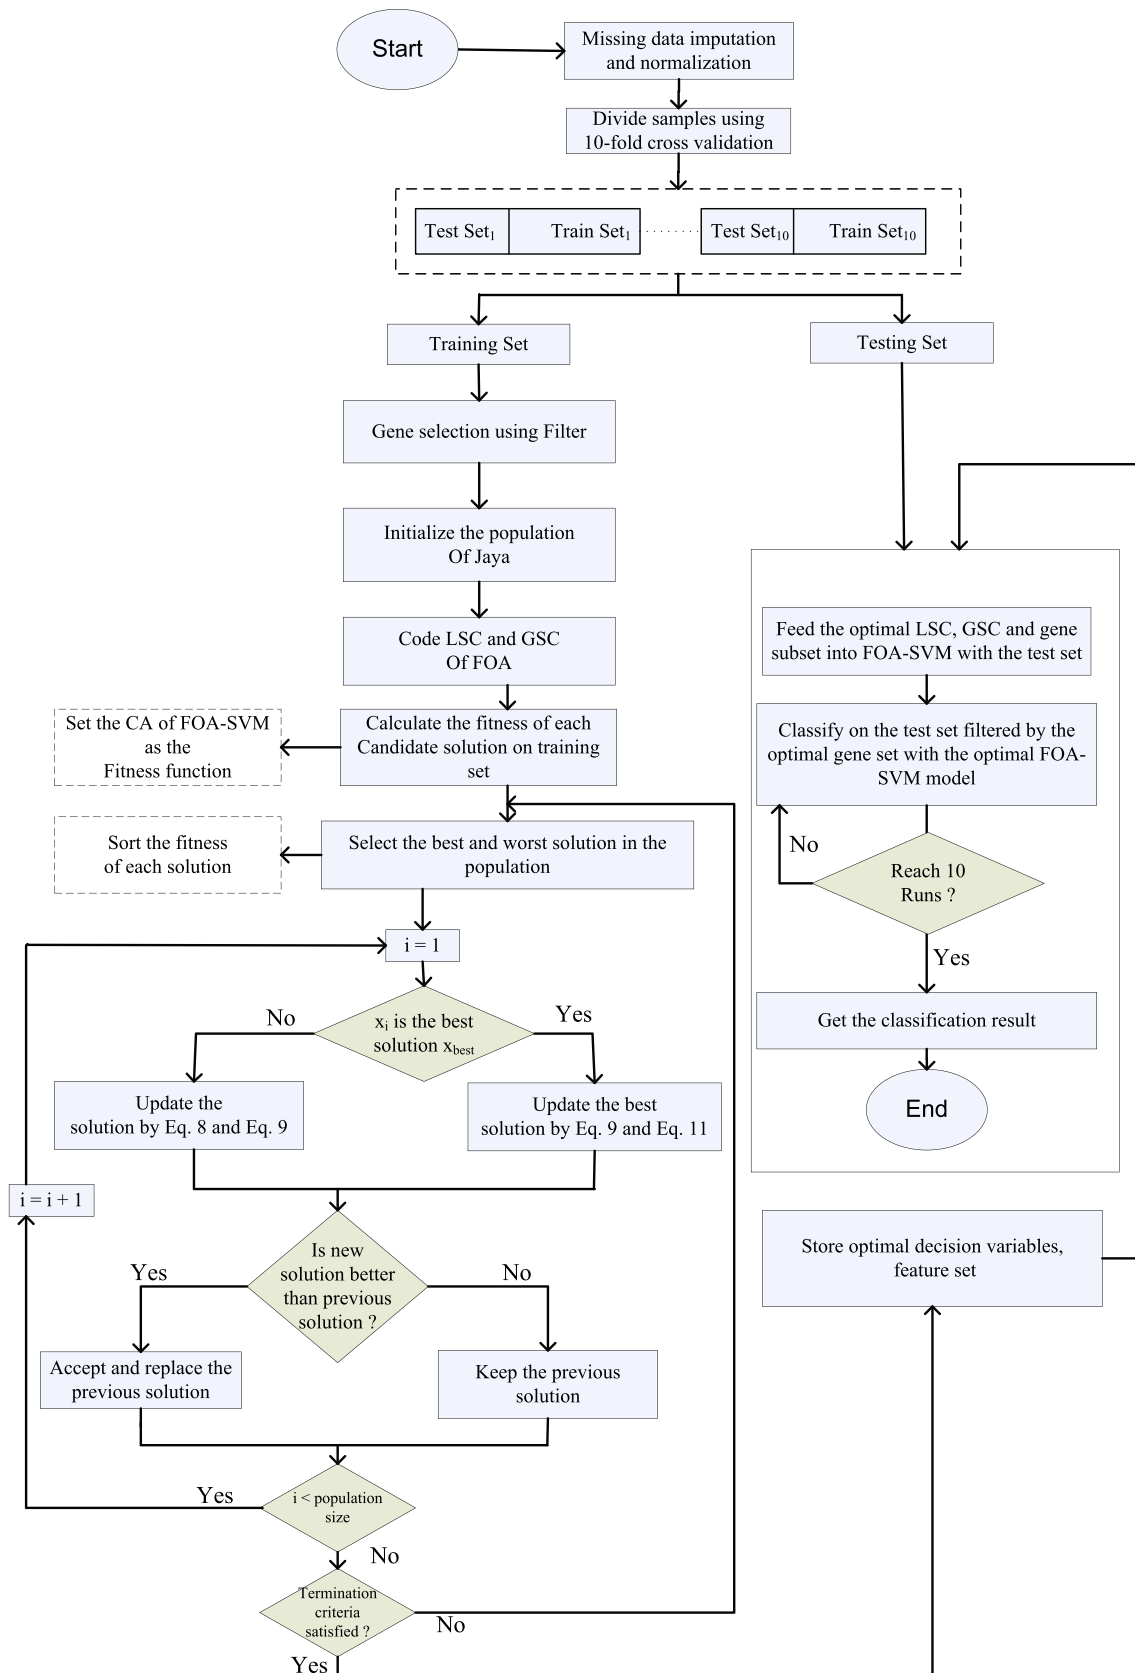 Start
Missing data imputation
and normalization
Divide samples using
10-fold cross validation
Test Set1
Train Set1
Test Set10
Train Set10
Training Set
Testing Set
Gene selection using Filter
Initialize the population
Of Jaya
Code LSC and GSC
Of FOA
Set the CA of FOA-SVM
as the
Fitness function
Calculate the fitness of each
Candidate solution on training
set
Sort the fitness
of each solution
Select the best and worst solution in the
population
i = 1
xi is the best
solution xbest
No
Yes
Update the
solution by Eq. 8 and Eq. 9
Update the best
solution by Eq. 9 and Eq. 11
i = i + 1
Is new
solution better
than previous
solution ?
Yes
No
Accept and replace the
previous solution
Keep the previous
solution
i < population
size
Yes
No
Termination
criteria
satisfied ?
No
Yes
Feed the optimal LSC, GSC and gene
subset into FOA-SVM with the test set
Classify on the test set filtered by the
optimal gene set with the optimal FOA-
SVM model
No
Reach 10
Runs ?
Yes
Get the classification result
End
Store optimal decision variables,
feature set